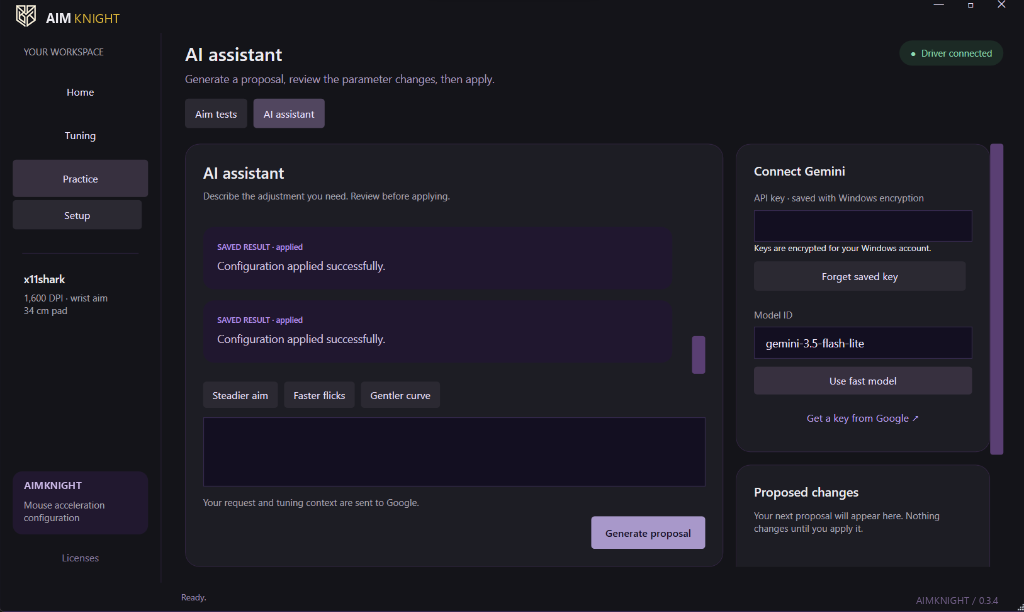 AIM KNIGHT
YOUR WORKSPACE
Home
Tuning
Practice
Setup
x11shark
1,600 DPI · wrist aim
34 cm pad
AIMKNIGHT
Mouse acceleration
configuration
Licenses
AI assistant
Generate a proposal, review the parameter changes, then apply.
Driver connected
Aim tests
AI assistant
AI assistant
Describe the adjustment you need. Review before applying.
SAVED RESULT · applied
Configuration applied successfully.
SAVED RESULT · applied
Configuration applied successfully.
Steadier aim
Faster flicks
Gentler curve
Your request and tuning context are sent to Google.
Generate proposal
Connect Gemini
API key · saved with Windows encryption
Keys are encrypted for your Windows account.
Forget saved key
Model ID
gemini-3.5-flash-lite
Use fast model
Get a key from Google ↗
Proposed changes
Your next proposal will appear here. Nothing
changes until you apply it.
Ready.
AIMKNIGHT / 0.3.4